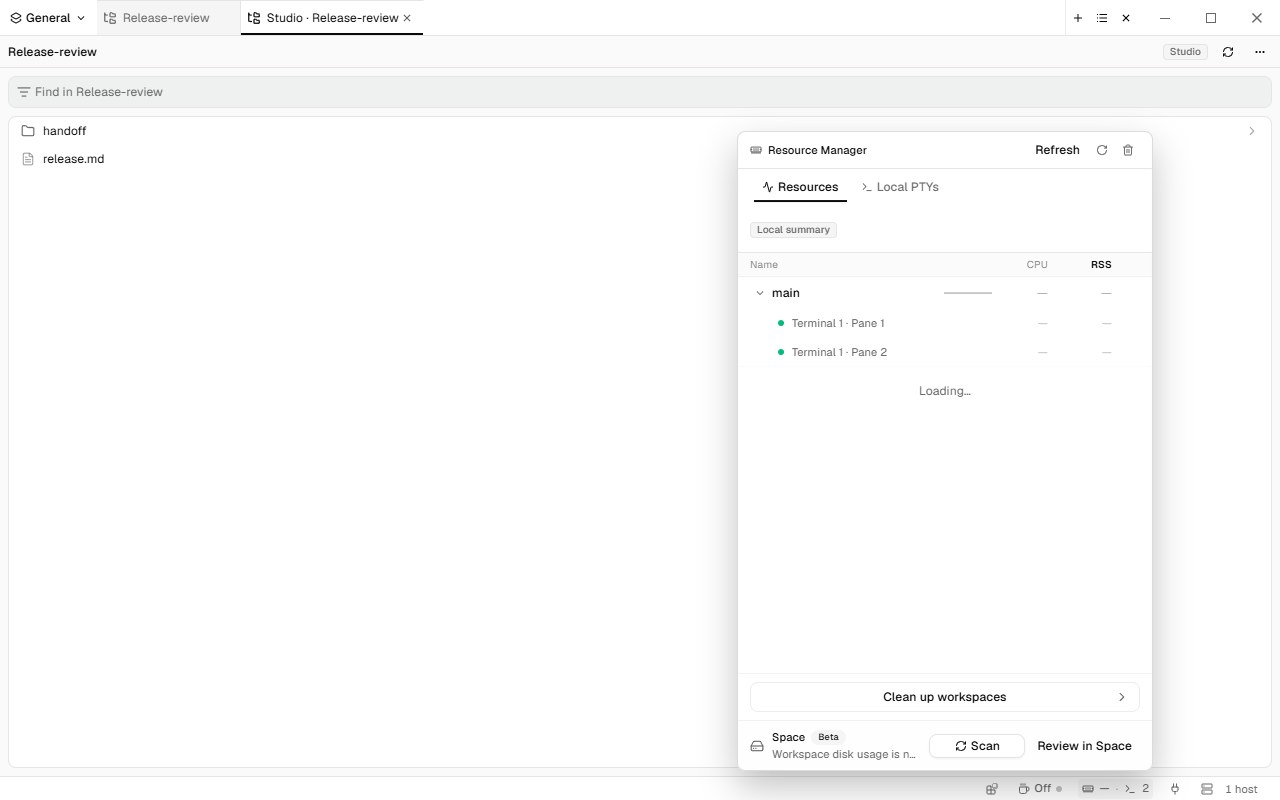 General
Release-review
Studio · Release-review
Release-review
Studio
Find in Release-review
handoff
release.md
Resource Manager
Refresh
Resources
Local PTYs
Local summary
Name
CPU
RSS
main
—
—
Terminal 1 · Pane 1
—
—
Terminal 1 · Pane 2
—
—
Loading…
Clean up workspaces
Space
Beta
Workspace disk usage is n…
Scan
Review in Space
Off
— ·
2
1 host